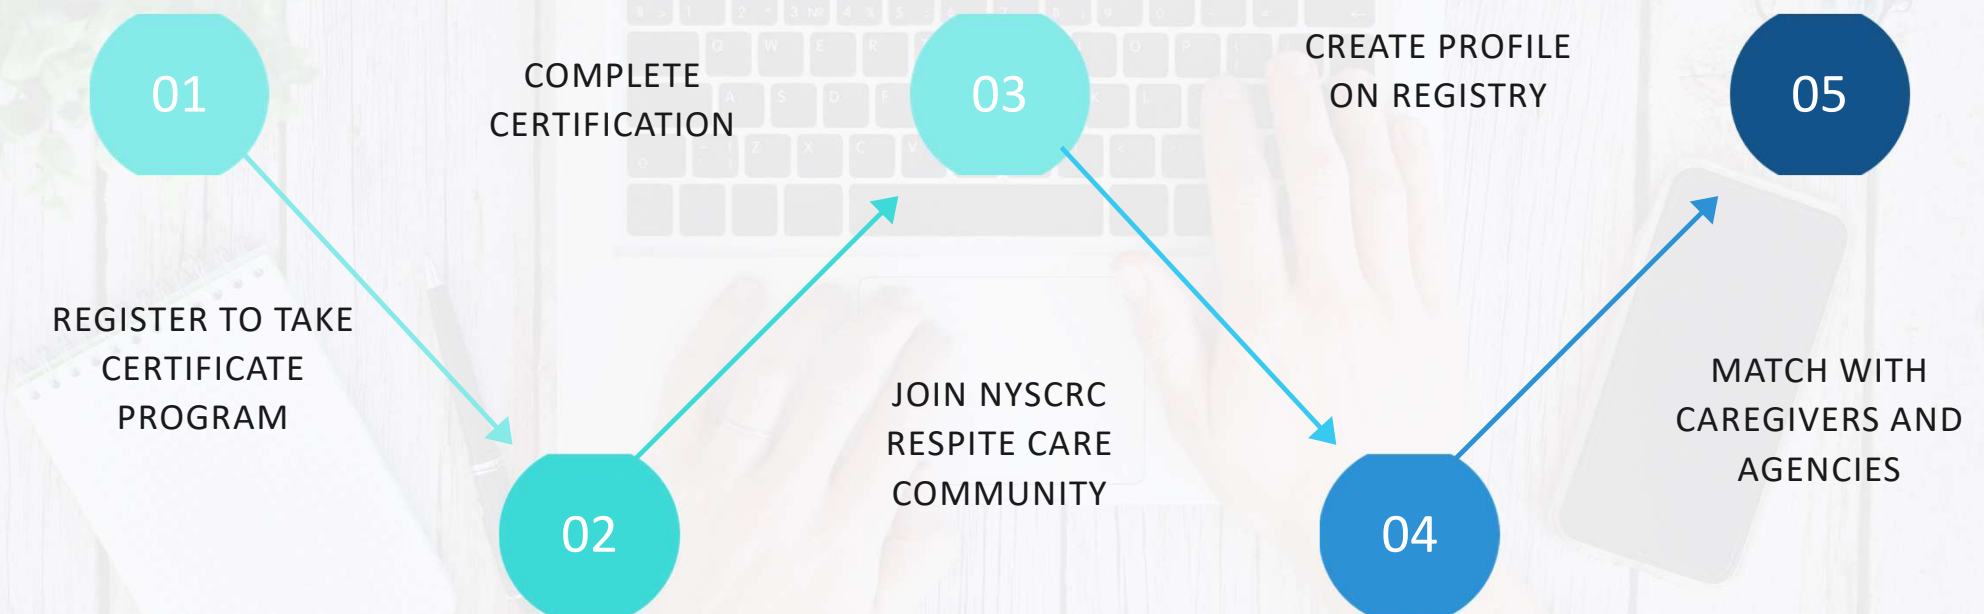 01
REGISTER TO TAKE
CERTIFICATE
PROGRAM
COMPLETE
CERTIFICATION
02
03
JOIN NYSCRC
RESPITE CARE
COMMUNITY
CREATE PROFILE
ON REGISTRY
04
05
MATCH WITH
CAREGIVERS AND
AGENCIES